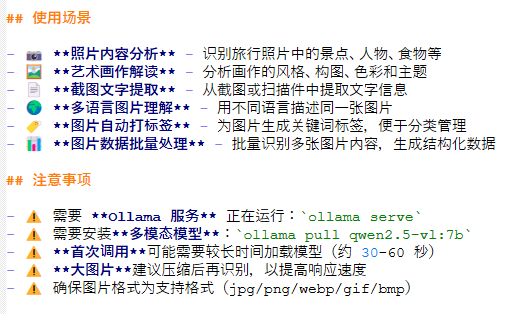 ## 使用场景
- 📷 **照片内容分析** - 识别旅行照片中的景点、人物、食物等
- 🖼️ **艺术画作解读** - 分析画作的风格、构图、色彩和主题
- 📄 **截图文字提取** - 从截图或扫描件中提取文字信息
- 🌍 **多语言图片理解** - 用不同语言描述同一张图片
- 🏷️ **图片自动打标签** - 为图片生成关键词标签，便于分类管理
- 📊 **图片数据批量处理** - 批量识别多张图片内容，生成结构化数据
## 注意事项
- ⚠️ 需要 **Ollama 服务** 正在运行：`ollama serve`
- ⚠️ 需要安装**多模态模型**：`ollama pull qwen2.5-vl:7b`
- ⚠️ **首次调用**可能需要较长时间加载模型（约 30-60 秒）
- ⚠️ **大图片**建议压缩后再识别，以提高响应速度
- ⚠️ 确保图片格式为支持格式（jpg/png/webp/gif/bmp）